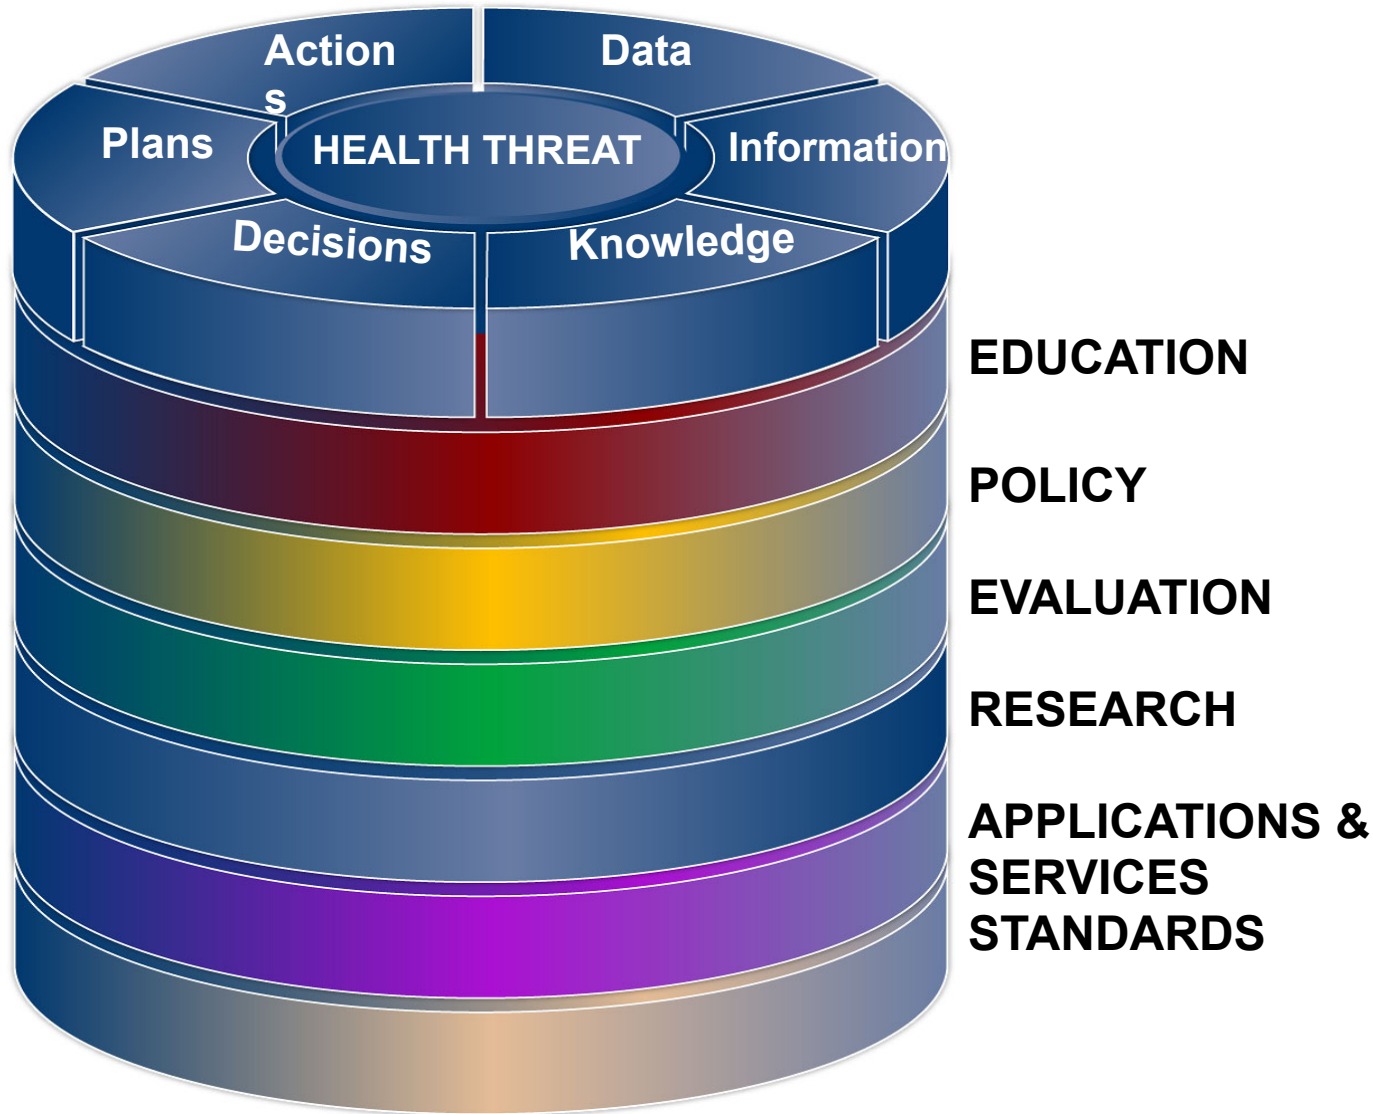 Action
s
Data
Plans
HEALTH THREAT
Information
Decisions
Knowledge
EDUCATION
POLICY
EVALUATION
RESEARCH
APPLICATIONS &
SERVICES
STANDARDS